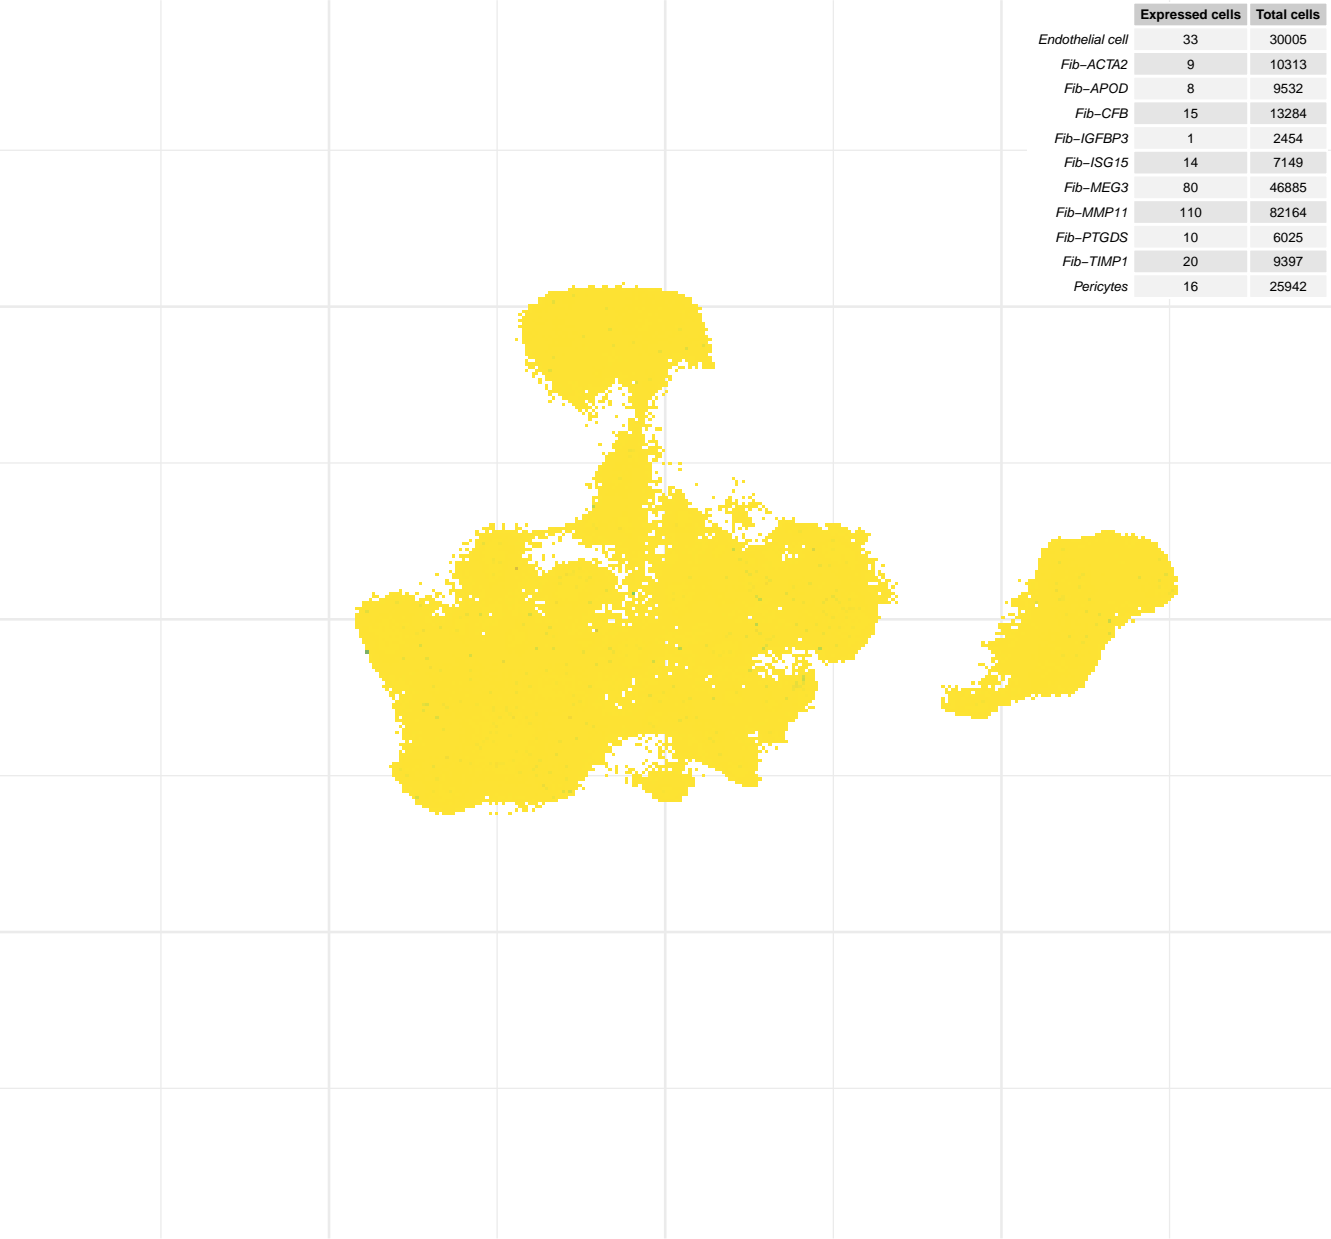 Expressed cells Total cells
Endothelial cell 33 30005
Fib−ACTA2 9 10313
Fib−APOD 8 9532
Fib−CFB 15 13284
Fib−IGFBP3 1 2454
Fib−ISG15 14 7149
Fib−MEG3 80 46885
Fib−MMP11 110 82164
Fib−PTGDS 10 6025
Fib−TIMP1 20 9397
Pericytes 16 25942